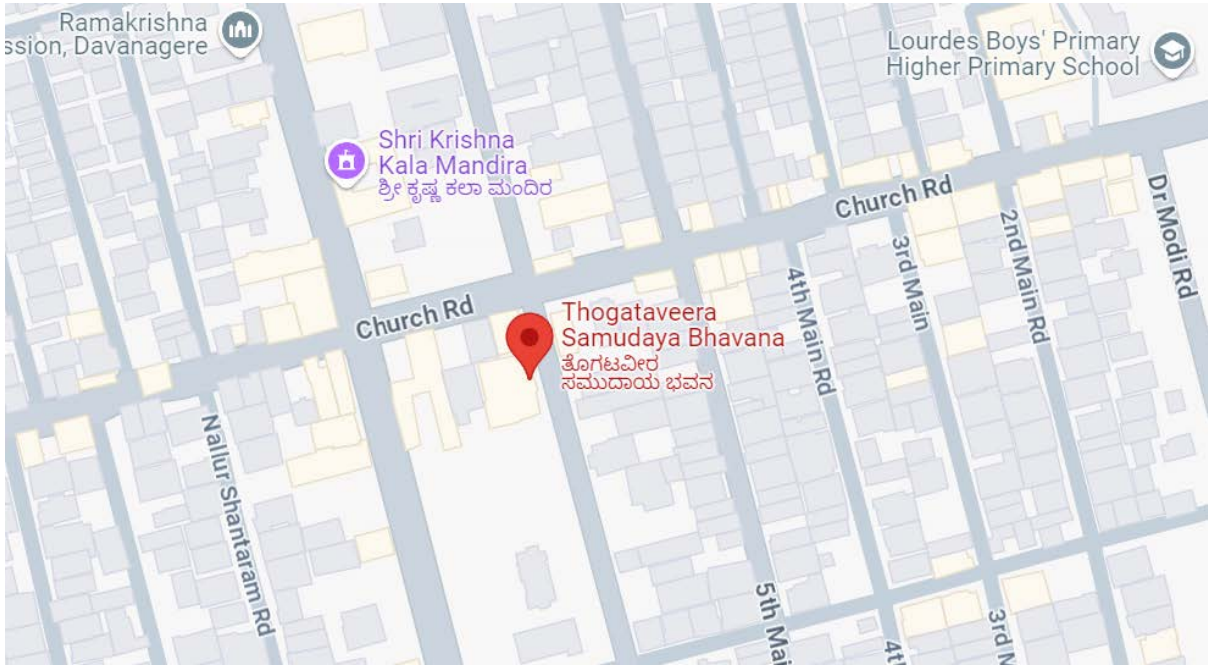 Ramakrishna
ssion, Davanagere
Lourdes Boys' Primary
Higher Primary School
Shri Krishna
Kala Mandira
ಶ್ರೀ ಕೃಷ್ಣ ಕಲಾ ಮಂದಿರ
Church Rd
Dr Modi Rd
2nd Main Rd
3rd Main
4th Main Rd
Church Rd
Thogataveera
Samudaya Bhavana
ತೊಗಟವೀರ
ಸಮುದಾಯ ಭವನ
Nallur Shantaram Rd
5th Mai
4th
3rd M